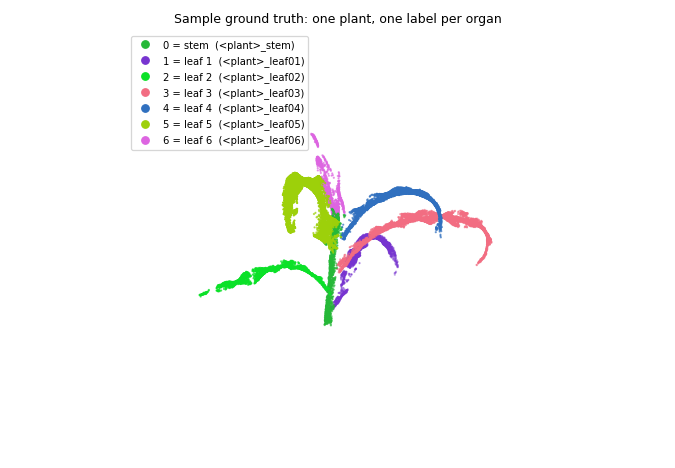 Sample ground truth: one plant, one label per organ
0 = stem  (<plant>_stem)
1 = leaf 1  (<plant>_leaf01)
2 = leaf 2  (<plant>_leaf02)
3 = leaf 3  (<plant>_leaf03)
4 = leaf 4  (<plant>_leaf04)
5 = leaf 5  (<plant>_leaf05)
6 = leaf 6  (<plant>_leaf06)